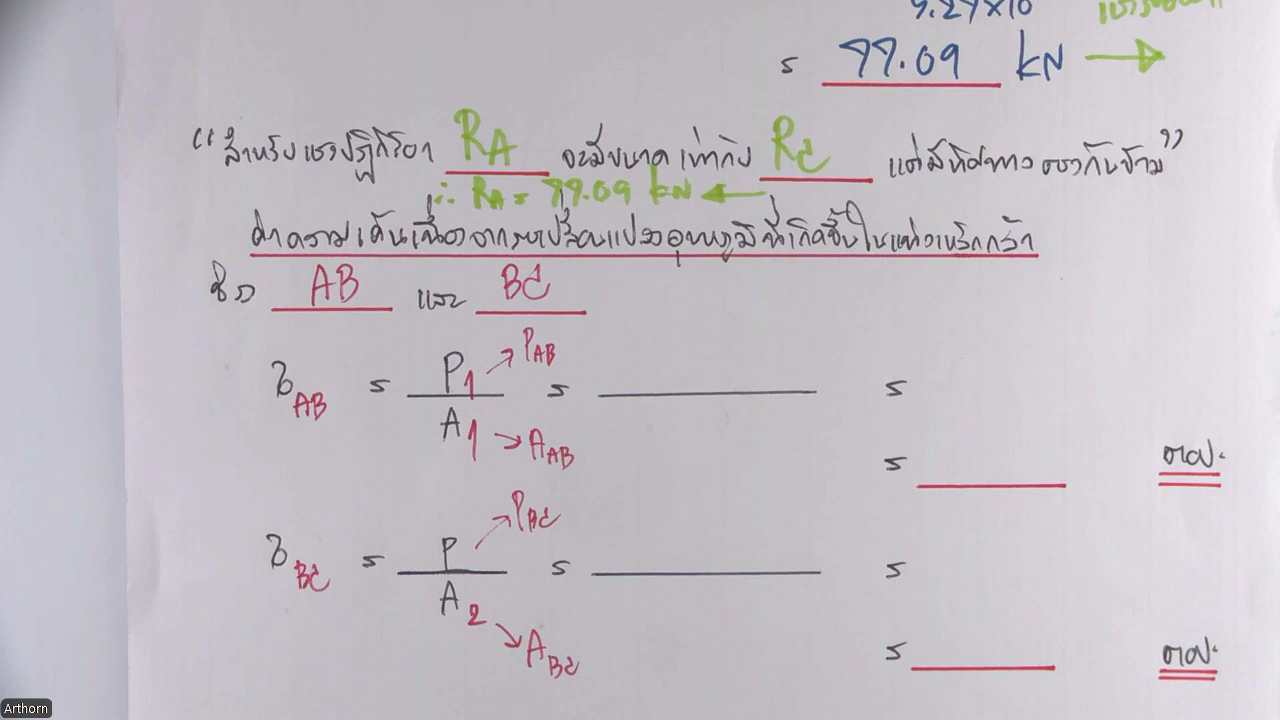 9.29×10
= 77.09 kN →
"สำหรับแรงปฏิกิริยา RA จะมีขนาดเท่ากับ RC แต่มีทิศทางตรงกันข้าม"
∴ RA = 77.09 kN ←
ค่าความเค้นเนื่องจากการเปลี่ยนแปลงอุณหภูมิที่เกิดขึ้นในแท่งเหล็กกล้า
ช่วง AB และ BC
σAB = P1 / A1 = =
→ PAB
→ AAB
= ตอบ.
σBC = P / A2 = =
→ PBC
→ ABC
= ตอบ.
Arthorn